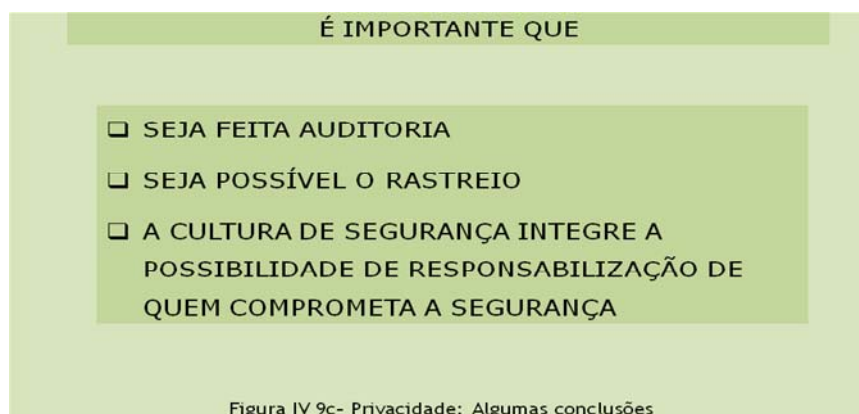 É IMPORTANTE QUE
❑ SEJA FEITA AUDITORIA
❑ SEJA POSSÍVEL O RASTREIO
❑ A CULTURA DE SEGURANÇA INTEGRE A
POSSIBILIDADE DE RESPONSABILIZAÇÃO DE
QUEM COMPROMETA A SEGURANÇA
Figura IV 9c- Privacidade: Algumas conclusões